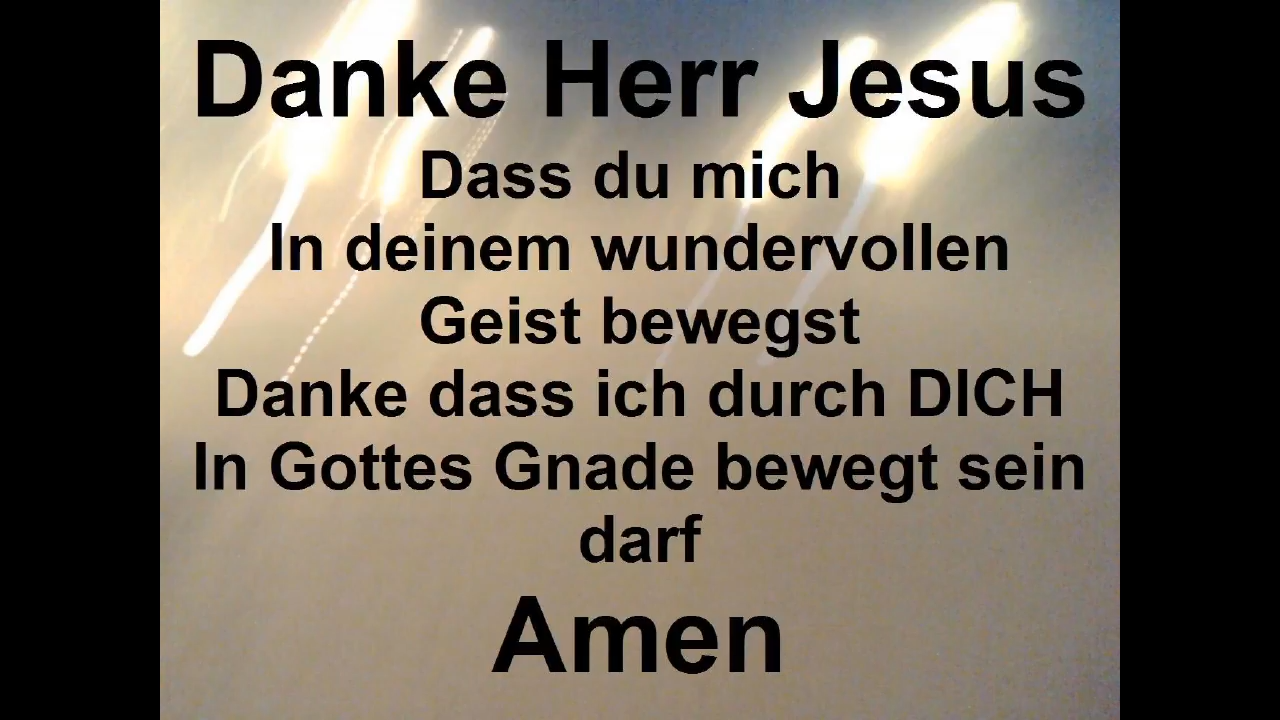 Danke Herr Jesus
Dass du mich
In deinem wundervollen
Geist bewegst
Danke dass ich durch DICH
In Gottes Gnade bewegt sein
darf
Amen